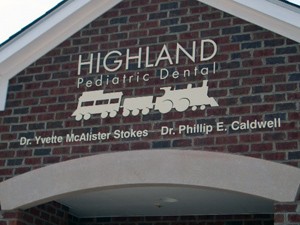 HIGHLAND
Pediatric Dental
Dr. Yvette McAlister Stokes Dr. Phillip E. Caldwell